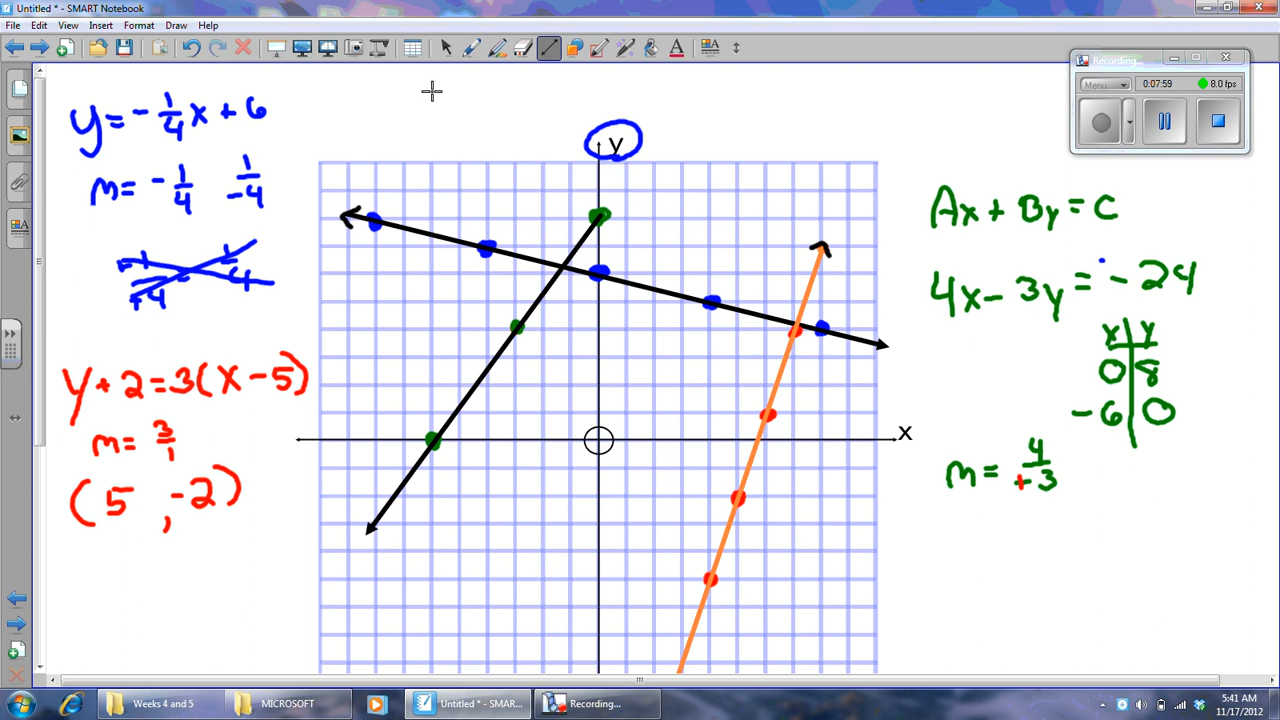 Untitled * - SMART Notebook
File Edit View Insert Format Draw Help
Recording...
Menu
0:07:59
8.0 fps
y = -1/4x + 6
m = -1/4 1/-4
y + 2 = 3(x - 5)
m = 3/1
(5, -2)
y
x
Ax + By = C
4x - 3y = -24
x | y
0 | 8
-6 | 0
m = 4/+3
Weeks 4 and 5
MICROSOFT
Untitled * - SMAR...
Recording...
5:41 AM
11/17/2012